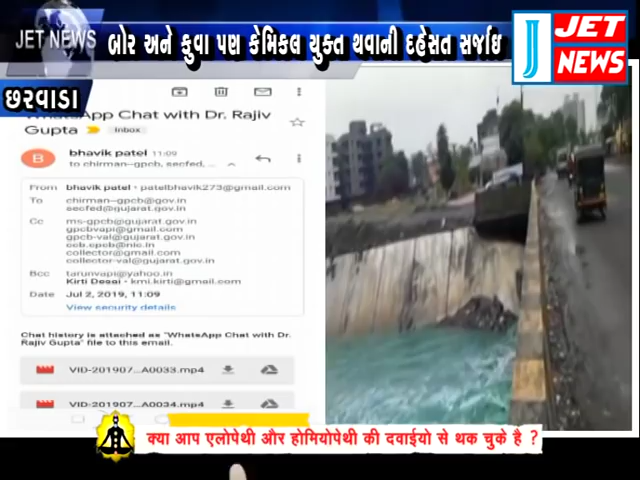 JET NEWS
બોર અને કુવા પણ કેમિકલ યુક્ત થવાની દહેસત સર્જાઇ
J JET NEWS
છરવાડા
WhatsApp Chat with Dr. Rajiv
Gupta Inbox
B bhavik patel 11:09
to chirman-gpcb, secfed,...
From bhavik patel • patelbhavik273@gmail.com
To chirman-gpcb@gov.in
secfed@gujarat.gov.in
Cc ms-gpcb@gujarat.gov.in
gpcbvapi@gmail.com
gpcb-val@gujarat.gov.in
ccb.cpcb@nic.in
collector@gmail.com
collector-val@gujarat.gov.in
Bcc tarunvapi@yahoo.in
Kirti Desai • kmi.kirti@gmail.com
Date Jul 2, 2019, 11:09
View security details
Chat history is attached as "WhatsApp Chat with Dr.
Rajiv Gupta" file to this email.
VID-201907...A0033.mp4
VID-201907...A0034.mp4
क्या आप एलोपेथी और होमियोपेथी की दवाईयो से थक चुके है ?